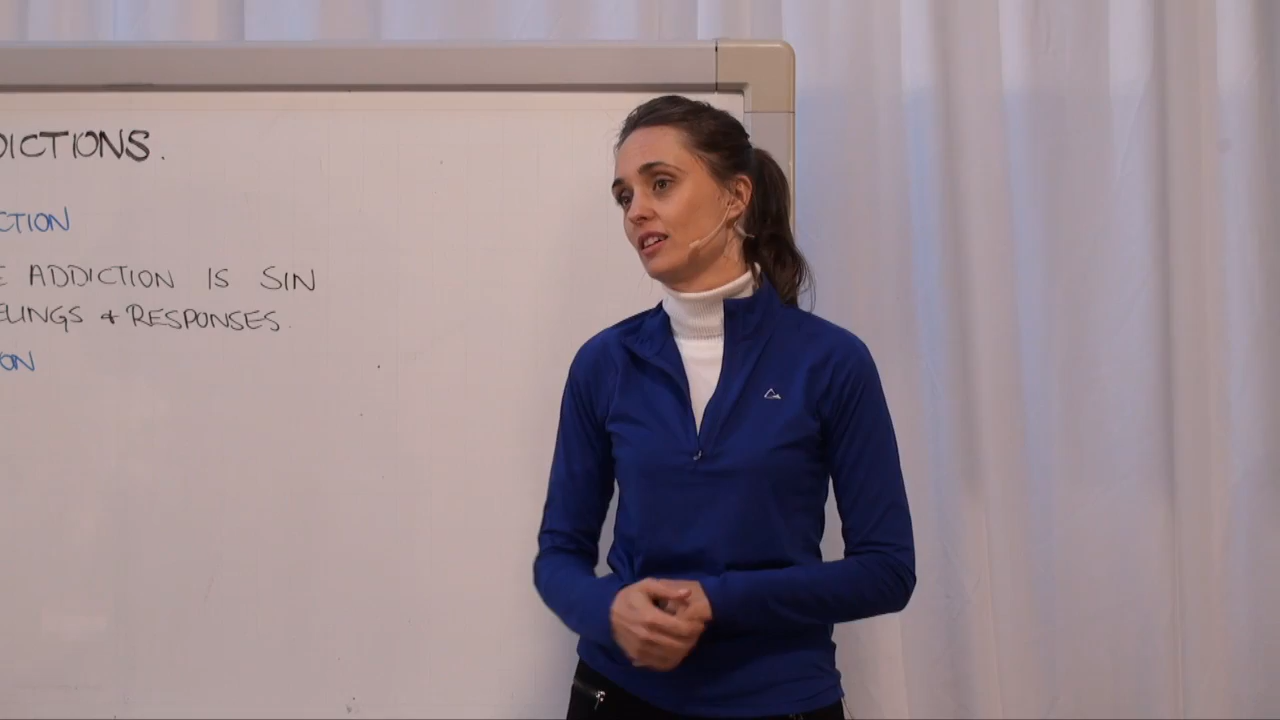 DICTIONS.
CTION
E ADDICTION IS SIN
ELINGS & RESPONSES.
ON